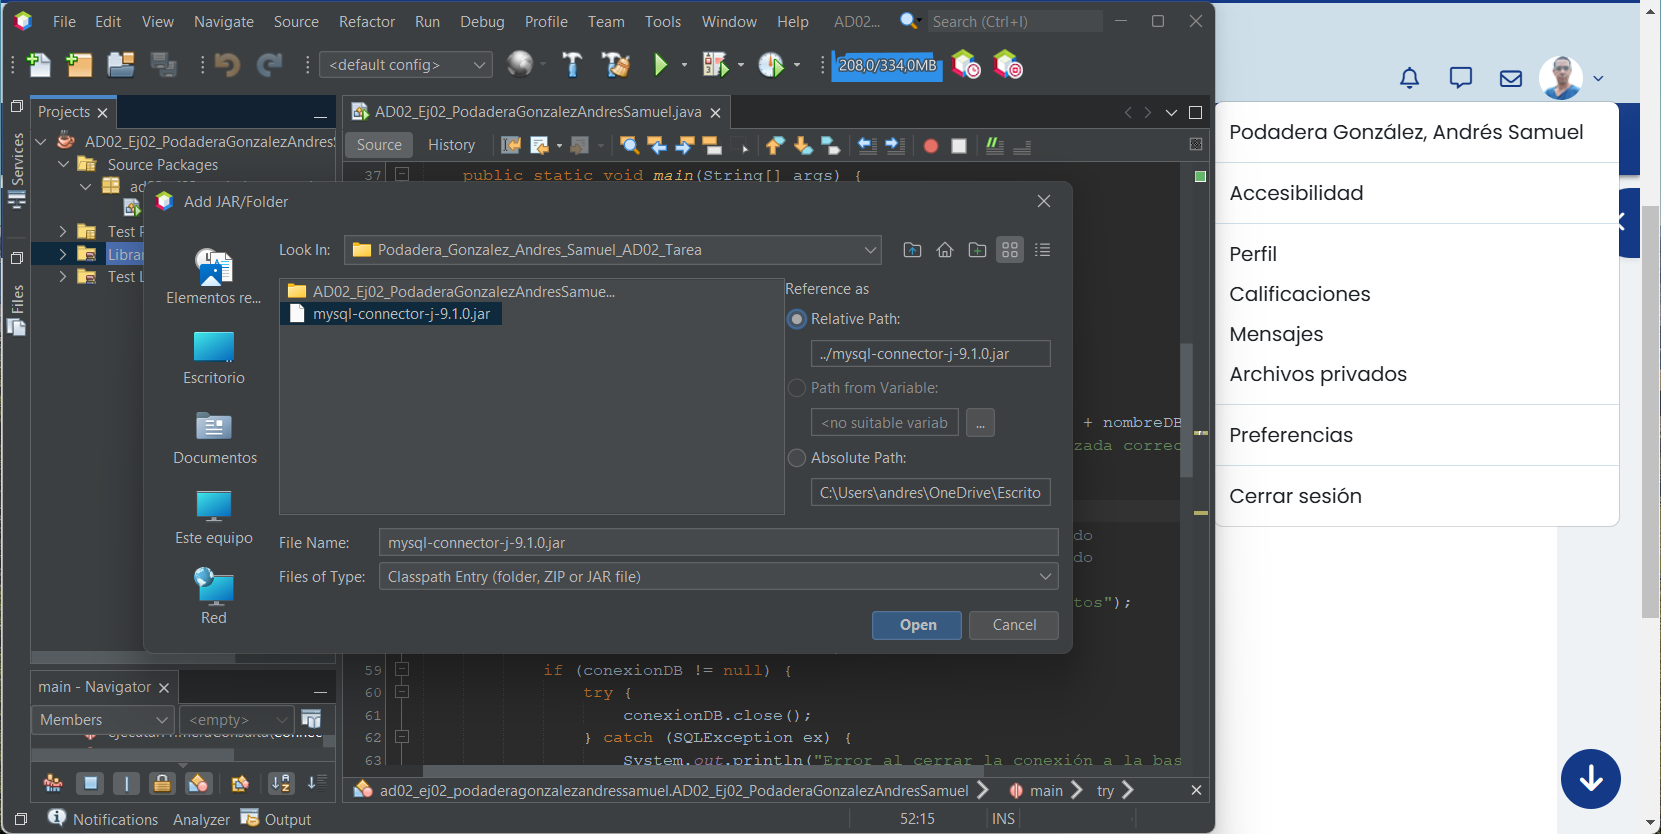 File Edit View Navigate Source Refactor Run Debug Profile Team Tools Window Help AD02... Search (Ctrl+I)
<default config> 208,0/334,0MB
Projects
AD02_Ej02_PodaderaGonzalezAndresS
Source Packages
Test
Libra
Test L
Services
Files
AD02_Ej02_PodaderaGonzalezAndresSamuel.java
Source History
37 public static void main(String[] args) {
Add JAR/Folder
Look In: Podadera_Gonzalez_Andres_Samuel_AD02_Tarea
Elementos re...
Escritorio
Documentos
Este equipo
Red
AD02_Ej02_PodaderaGonzalezAndresSamue...
mysql-connector-j-9.1.0.jar
Reference as
Relative Path:
../mysql-connector-j-9.1.0.jar
Path from Variable:
<no suitable variab ...
Absolute Path:
C:\Users\andres\OneDrive\Escrito
File Name: mysql-connector-j-9.1.0.jar
Files of Type: Classpath Entry (folder, ZIP or JAR file)
Open Cancel
+ nombreDB
zada correc
do
do
tos");
59 if (conexionDB != null) {
60 try {
61 conexionDB.close();
62 } catch (SQLException ex) {
63 System.out.println("Error al cerrar la conexión a la bas
main - Navigator
Members <empty>
ad02_ej02_podaderagonzalezandressamuel.AD02_Ej02_PodaderaGonzalezAndresSamuel main try
Notifications Analyzer Output 52:15 INS
Podadera González, Andrés Samuel
Accesibilidad
Perfil
Calificaciones
Mensajes
Archivos privados
Preferencias
Cerrar sesión